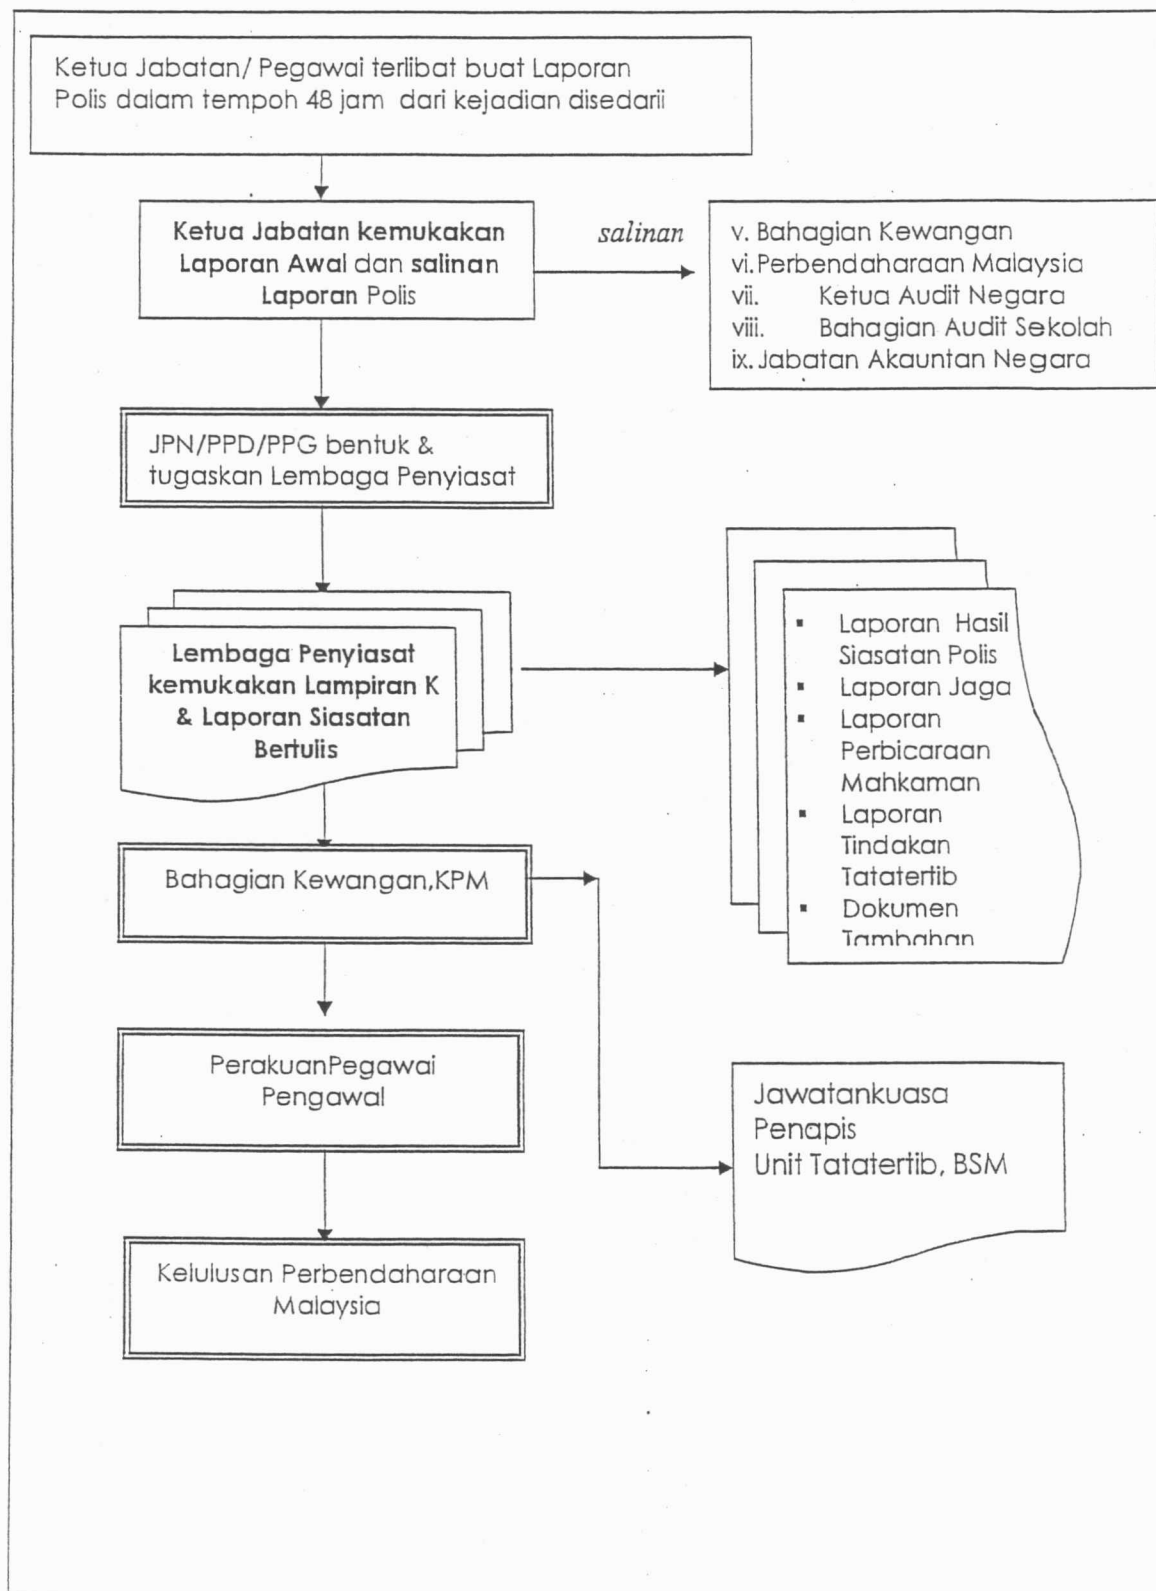 Ketua Jabatan/ Pegawai terlibat buat Laporan
Polis dalam tempoh 48 jam dari kejadian disedarii
Ketua Jabatan kemukakan
Laporan Awal dan salinan
Laporan Polis
salinan
v. Bahagian Kewangan
vi. Perbendaharaan Malaysia
vii. Ketua Audit Negara
viii. Bahagian Audit Sekolah
ix. Jabatan Akauntan Negara
JPN/PPD/PPG bentuk &
tugaskan Lembaga Penyiasat
Lembaga Penyiasat
kemukakan Lampiran K
& Laporan Siasatan
Bertulis
▪ Laporan Hasil
Siasatan Polis
▪ Laporan Jaga
▪ Laporan
Perbicaraan
Mahkaman
▪ Laporan
Tindakan
Tatatertib
▪ Dokumen
Tambahan
Bahagian Kewangan,KPM
PerakuanPegawai
Pengawal
Jawatankuasa
Penapis
Unit Tatatertib, BSM
Kelulusan Perbendaharaan
Malaysia